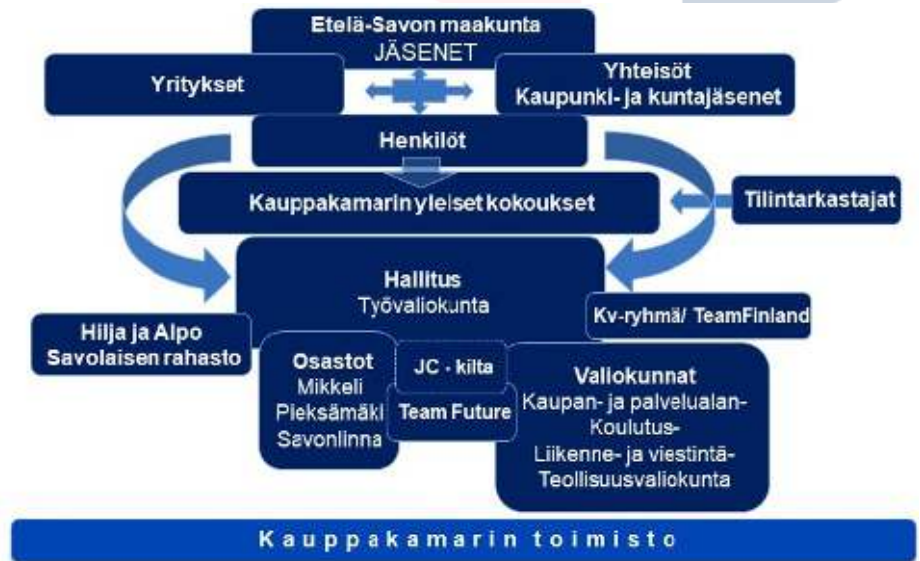 Etelä-Savon maakunta
JÄSENET
Yritykset
Yhteisöt
Kaupunki- ja kuntajäsenet
Henkilöt
Kauppakamarin yleiset kokoukset
Tilintarkastajat
Hallitus
Työvaliokunta
Kv-ryhmä/ TeamFinland
Hilja ja Alpo
Savolaisen rahasto
Osastot
Mikkeli
Pieksämäki
Savonlinna
JC - kilta
Team Future
Valiokunnat
Kaupan- ja palvelualan-
Koulutus-
Liikenne- ja viestintä-
Teollisuusvaliokunta
Kauppakamarin toimisto